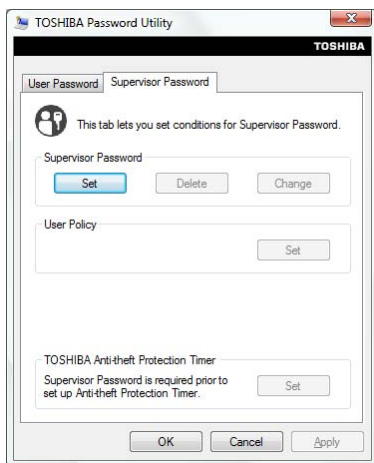 TOSHIBA Password Utility
TOSHIBA
User Password Supervisor Password
This tab lets you set conditions for Supervisor Password.
Supervisor Password
Set Delete Change
User Policy
Set
TOSHIBA Anti-theft Protection Timer
Supervisor Password is required prior to
set up Anti-theft Protection Timer.
Set
OK Cancel Apply